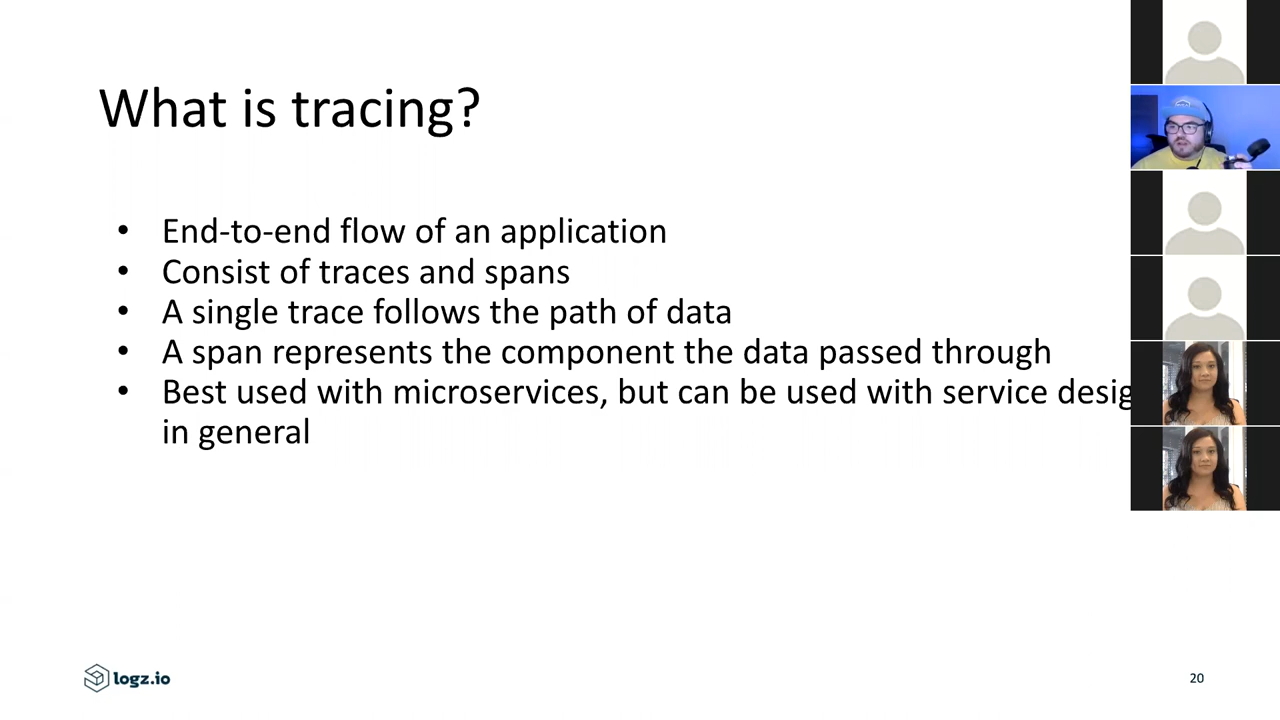 What is tracing?
• End-to-end flow of an application
• Consist of traces and spans
• A single trace follows the path of data
• A span represents the component the data passed through
• Best used with microservices, but can be used with service desig
in general
logz.io
20